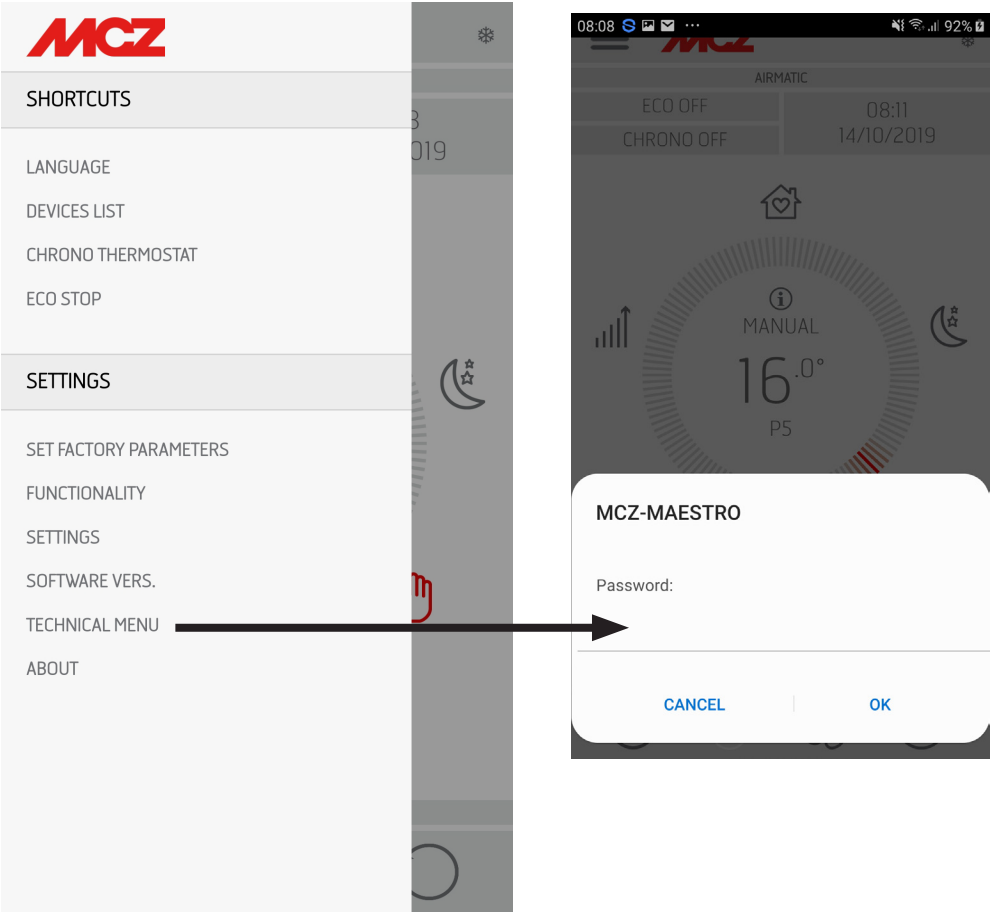 MCZ
SHORTCUTS
LANGUAGE
DEVICES LIST
CHRONO THERMOSTAT
ECO STOP
SETTINGS
SET FACTORY PARAMETERS
FUNCTIONALITY
SETTINGS
SOFTWARE VERS.
TECHNICAL MENU
ABOUT
019
08:08 92%
MCZ
AIRMATIC
ECO OFF
CHRONO OFF
08:11
14/10/2019
MANUAL
16.0°
P5
MCZ-MAESTRO
Password:
CANCEL OK